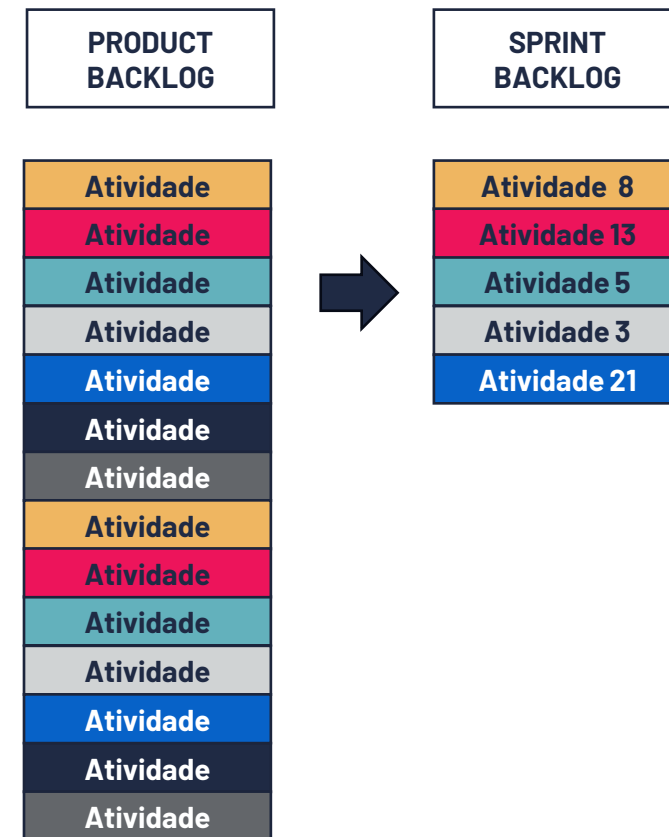 PRODUCT
BACKLOG
Atividade
Atividade
Atividade
Atividade
Atividade
Atividade
Atividade
Atividade
Atividade
Atividade
Atividade
Atividade
Atividade
Atividade
SPRINT
BACKLOG
Atividade 8
Atividade 13
Atividade 5
Atividade 3
Atividade 21